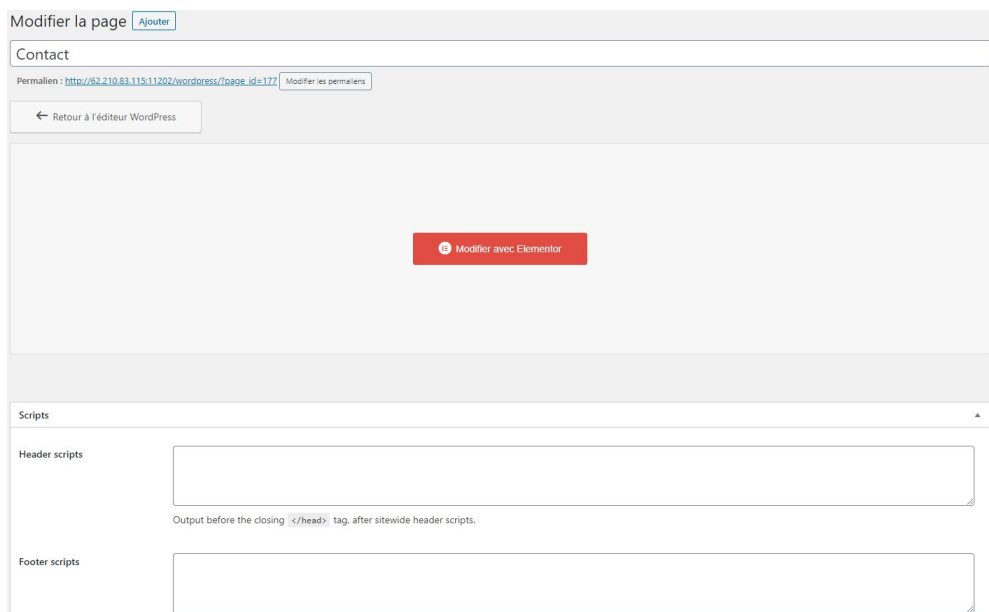 Modifier la page Ajouter
Contact
Permalien : http://62.210.83.115:11202/wordpress/?page_id=177 Modifier les permaliens
← Retour à l'éditeur WordPress
Modifier avec Elementor
Scripts
Header scripts
Output before the closing </head> tag, after sitewide header scripts.
Footer scripts